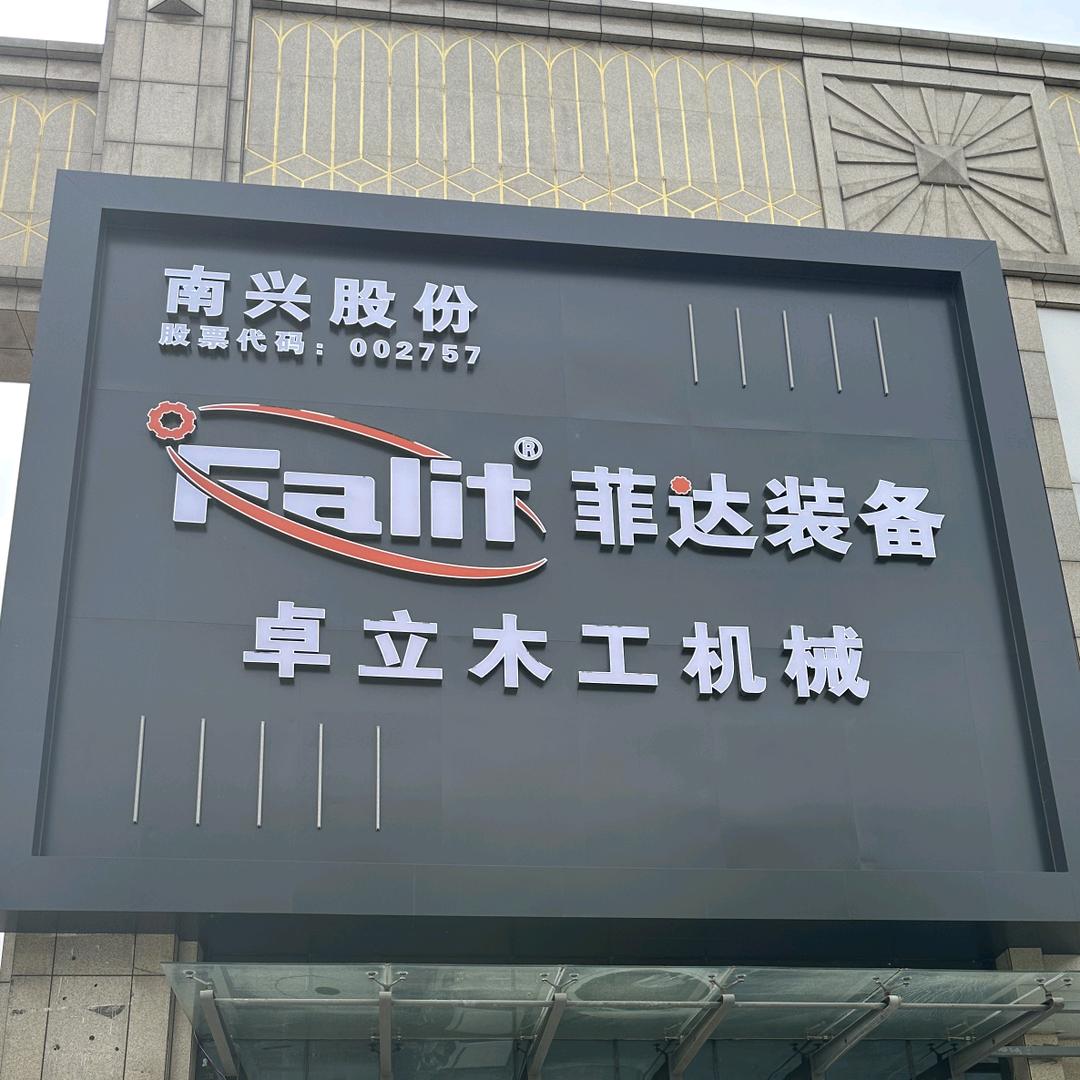 南兴股份
股票代码：002757
Falit® 菲达装备
卓立木工机械